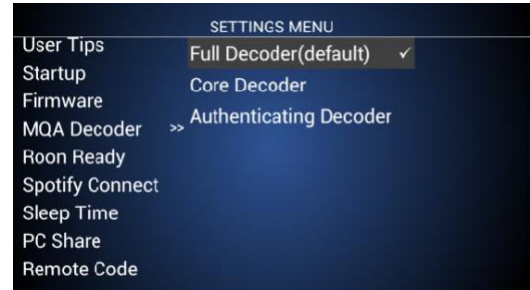 SETTINGS MENU
User Tips
Startup
Firmware
MQA Decoder >>
Roon Ready
Spotify Connect
Sleep Time
PC Share
Remote Code
Full Decoder(default) ✓
Core Decoder
Authenticating Decoder